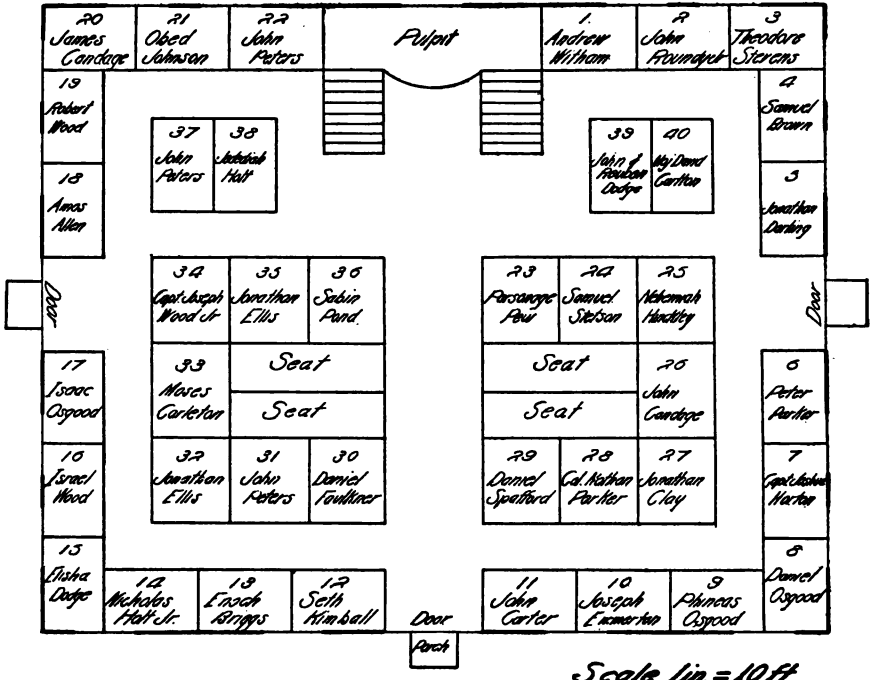 20
James
Candage
21
Obed
Johnson
22
John
Peters
Pulpit
1.
Andrew
Witham
2
John
Roundyeh
3
Theodore
Stevens
19
Robert
Wood
4
Samuel
Brown
37
John
Peters
38
Jedediah
Holt
39
John &
Reuben
Dodge
40
Maj David
Carlton
18
Amos
Allen
5
Jonathan
Darling
Door
34
Capt. Joseph
Wood Jr
35
Jonathan
Ellis
36
Sabin
Pond
23
Parsonage
Pew
24
Samuel
Stetson
25
Nehemiah
Hinckley
Door
17
Isaac
Osgood
33
Moses
Carleton
Seat
Seat
Seat
Seat
26
John
Candage
6
Peter
Parker
16
Israel
Wood
32
Jonathan
Ellis
31
John
Peters
30
Daniel
Faulkner
29
Daniel
Spafford
28
Col. Nathan
Parker
27
Jonathan
Clay
7
Capt Joshua
Horton
15
Elisha
Dodge
14
Nicholas
Holt Jr.
13
Enoch
Briggs
12
Seth
Kimball
Door
Porch
11
John
Carter
10
Joseph
Emmerton
9
Phineas
Osgood
8
Daniel
Osgood
Scale 1in = 10 ft